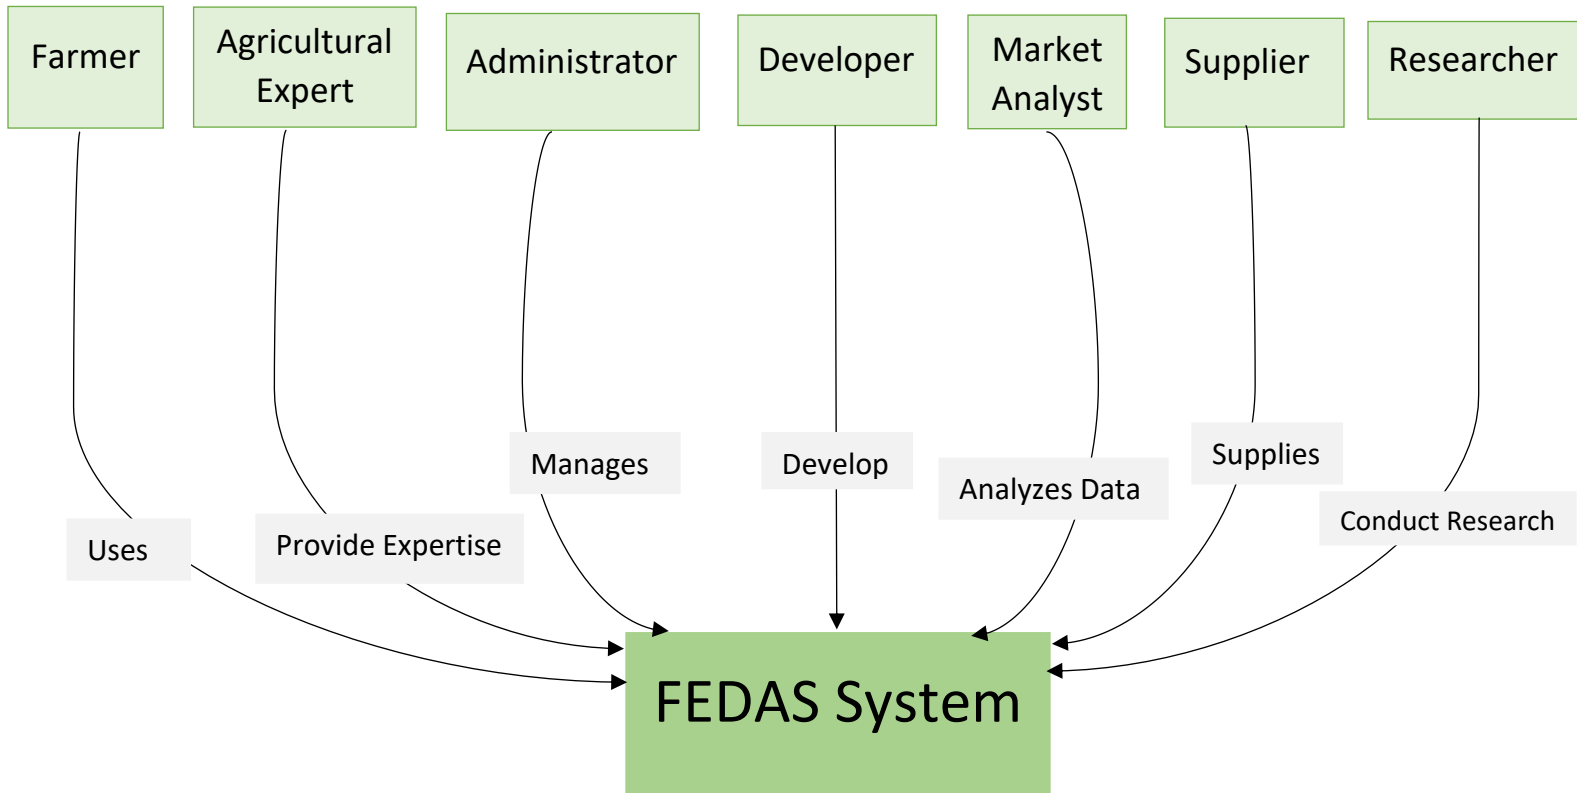 Farmer
Agricultural
Expert
Administrator
Developer
Market
Analyst
Supplier
Researcher
Manages
Develop
Analyzes Data
Supplies
Conduct Research
Uses
Provide Expertise
FEDAS System